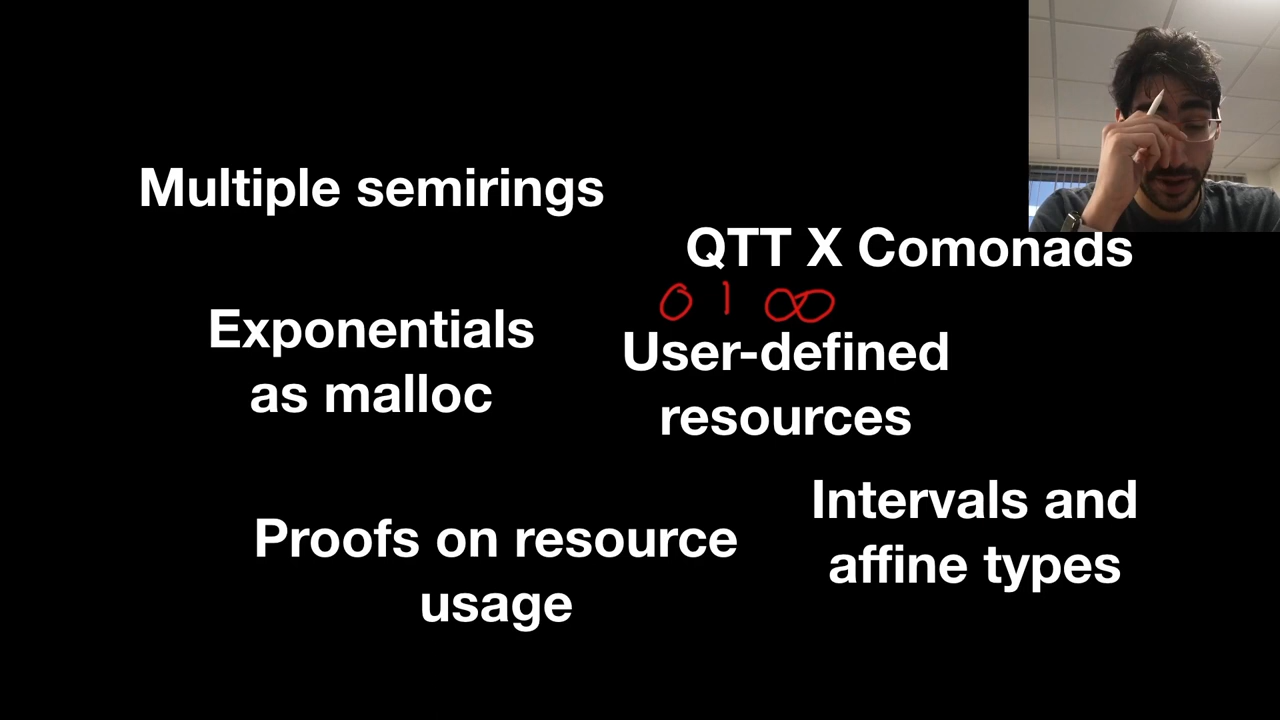 Multiple semirings
QTT X Comonads
0 1 ∞
Exponentials
as malloc
User-defined
resources
Intervals and
affine types
Proofs on resource
usage